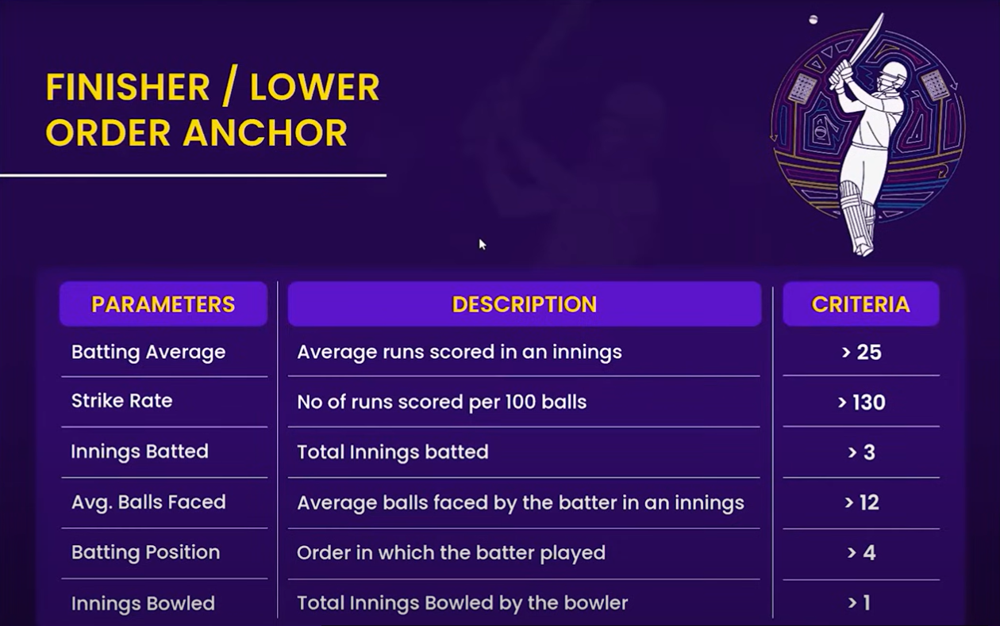 FINISHER / LOWER
ORDER ANCHOR
PARAMETERS DESCRIPTION CRITERIA
Batting Average Average runs scored in an innings > 25
Strike Rate No of runs scored per 100 balls > 130
Innings Batted Total Innings batted > 3
Avg. Balls Faced Average balls faced by the batter in an innings > 12
Batting Position Order in which the batter played > 4
Innings Bowled Total Innings Bowled by the bowler > 1